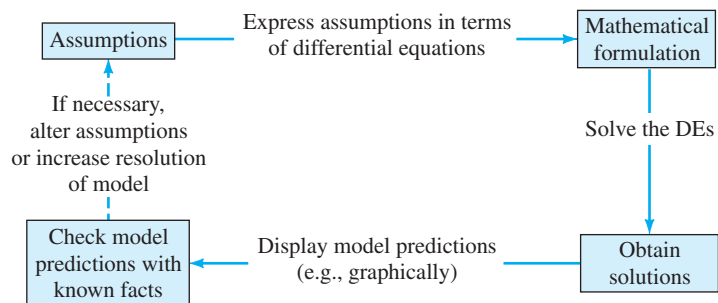 Assumptions
Express assumptions in terms
of differential equations
Mathematical
formulation
If necessary,
alter assumptions
or increase resolution
of model
Solve the DEs
Check model
predictions with
known facts
Display model predictions
(e.g., graphically)
Obtain
solutions